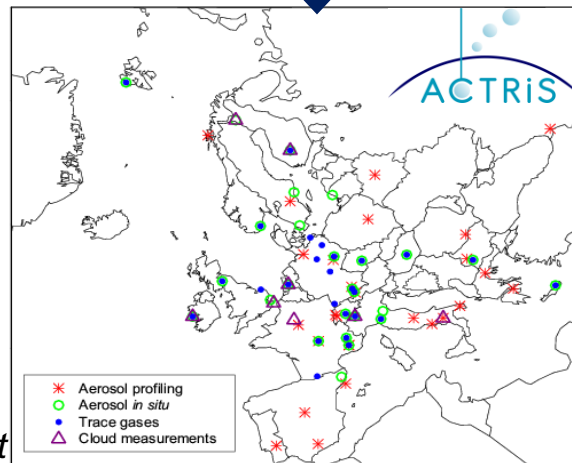 ACTRiS
Aerosol profiling
Aerosol in situ
Trace gases
Cloud measurements
t